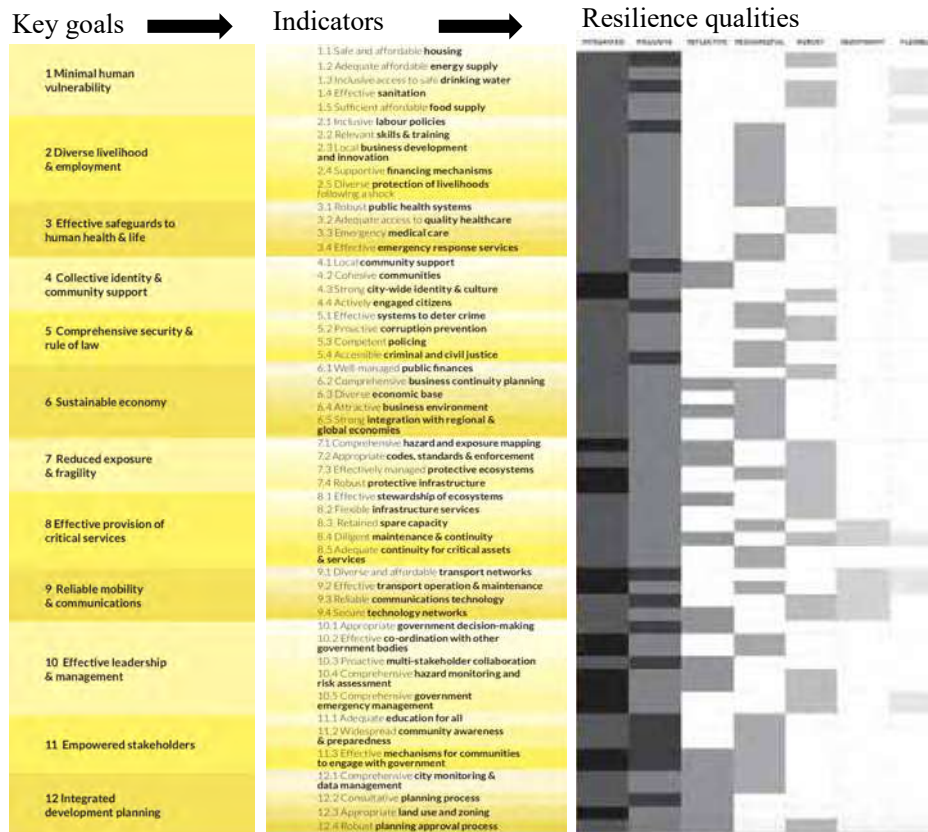 Key goals
Indicators
Resilience qualities
INTEGRATED INCLUSIVE REFLECTIVE RESOURCEFUL ROBUST REDUNDANT FLEXIBLE
1 Minimal human
vulnerability
1.1 Safe and affordable housing
1.2 Adequate affordable energy supply
1.3 Inclusive access to safe drinking water
1.4 Effective sanitation
1.5 Sufficient affordable food supply
2 Diverse livelihood
& employment
2.1 Inclusive labour policies
2.2 Relevant skills & training
2.3 Local business development
and innovation
2.4 Supportive financing mechanisms
2.5 Diverse protection of livelihoods
following a shock
3 Effective safeguards to
human health & life
3.1 Robust public health systems
3.2 Adequate access to quality healthcare
3.3 Emergency medical care
3.4 Effective emergency response services
4 Collective identity &
community support
4.1 Local community support
4.2 Cohesive communities
4.3 Strong city-wide identity & culture
4.4 Actively engaged citizens
5 Comprehensive security &
rule of law
5.1 Effective systems to deter crime
5.2 Proactive corruption prevention
5.3 Competent policing
5.4 Accessible criminal and civil justice
6 Sustainable economy
6.1 Well-managed public finances
6.2 Comprehensive business continuity planning
6.3 Diverse economic base
6.4 Attractive business environment
6.5 Strong integration with regional &
global economies
7 Reduced exposure
& fragility
7.1 Comprehensive hazard and exposure mapping
7.2 Appropriate codes, standards & enforcement
7.3 Effectively managed protective ecosystems
7.4 Robust protective infrastructure
8 Effective provision of
critical services
8.1 Effective stewardship of ecosystems
8.2 Flexible infrastructure services
8.3 Retained spare capacity
8.4 Diligent maintenance & continuity
8.5 Adequate continuity for critical assets
& services
9 Reliable mobility
& communications
9.1 Diverse and affordable transport networks
9.2 Effective transport operation & maintenance
9.3 Reliable communications technology
9.4 Secure technology networks
10 Effective leadership
& management
10.1 Appropriate government decision-making
10.2 Effective co-ordination with other
government bodies
10.3 Proactive multi-stakeholder collaboration
10.4 Comprehensive hazard monitoring and
risk assessment
10.5 Comprehensive government
emergency management
11 Empowered stakeholders
11.1 Adequate education for all
11.2 Widespread community awareness
& preparedness
11.3 Effective mechanisms for communities
to engage with government
12 Integrated
development planning
12.1 Comprehensive city monitoring &
data management
12.2 Consultative planning process
12.3 Appropriate land use and zoning
12.4 Robust planning approval process